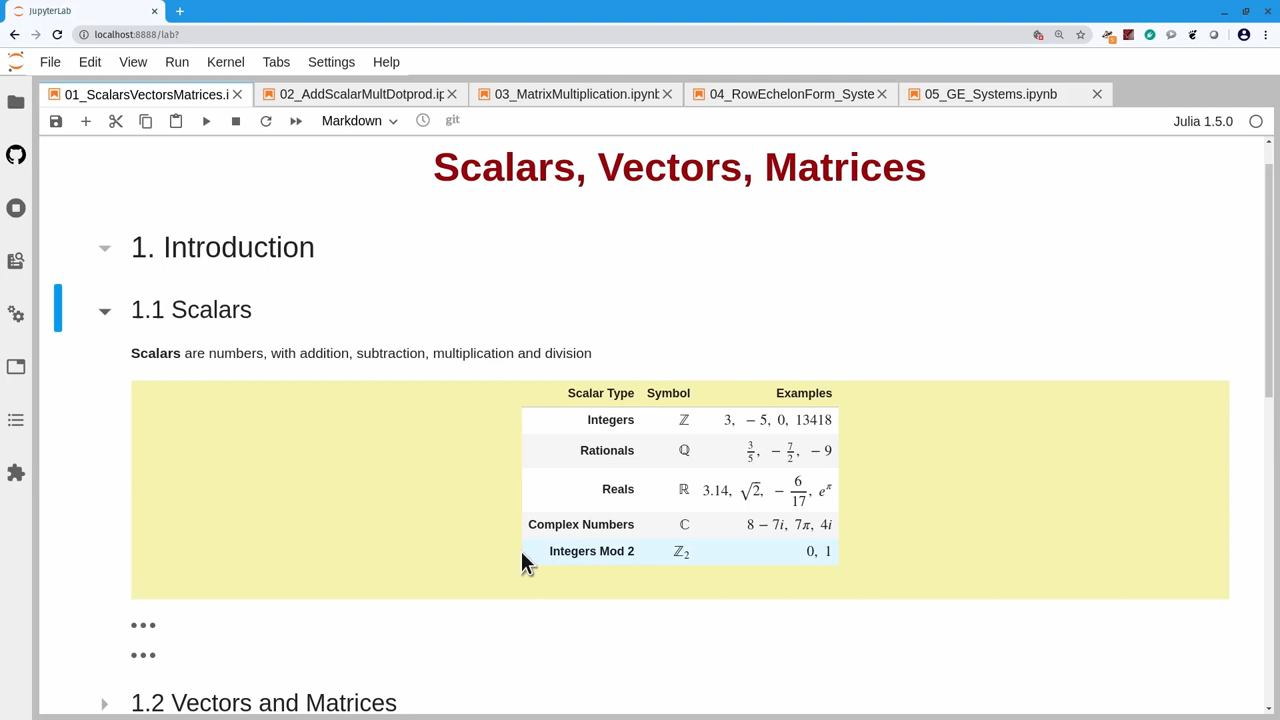 JupyterLab
localhost:8888/lab?
File Edit View Run Kernel Tabs Settings Help
01_ScalarsVectorsMatrices.i 02_AddScalarMultDotprod.ip 03_MatrixMultiplication.ipynb 04_RowEchelonForm_Syste 05_GE_Systems.ipynb
Markdown git Julia 1.5.0
Scalars, Vectors, Matrices
1. Introduction
1.1 Scalars
Scalars are numbers, with addition, subtraction, multiplication and division
Scalar Type Symbol Examples
Integers ℤ 3, − 5, 0, 13418
Rationals ℚ 3/5, − 7/2, − 9
Reals ℝ 3.14, √2, − 6/17, e^π
Complex Numbers ℂ 8 − 7i, 7π, 4i
Integers Mod 2 ℤ₂ 0, 1
1.2 Vectors and Matrices